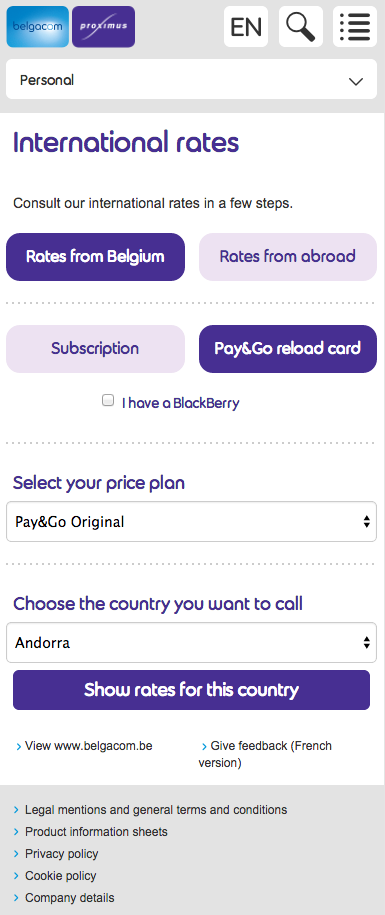 belgacom
proximus
EN
Personal
International rates
Consult our international rates in a few steps.
Rates from Belgium
Rates from abroad
Subscription
Pay&Go reload card
I have a BlackBerry
Select your price plan
Pay&Go Original
Choose the country you want to call
Andorra
Show rates for this country
View www.belgacom.be
Give feedback (French
version)
Legal mentions and general terms and conditions
Product information sheets
Privacy policy
Cookie policy
Company details